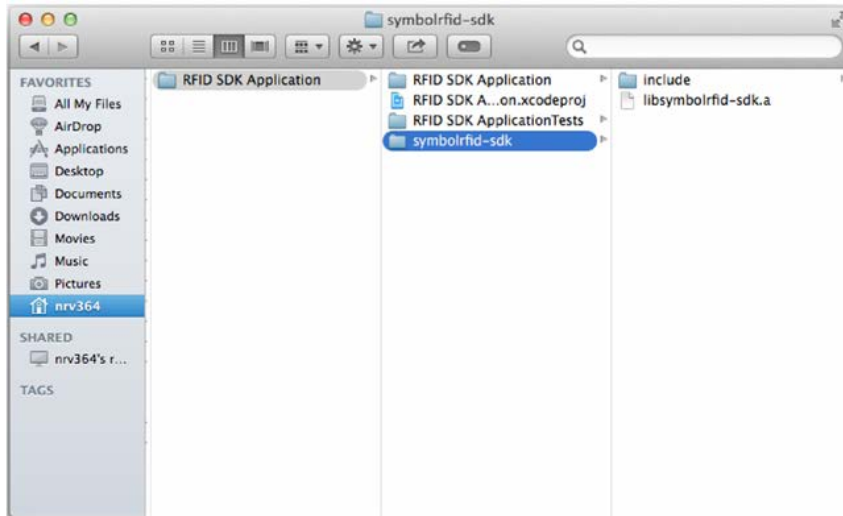 symbolrfid-sdk
FAVORITES
All My Files
AirDrop
Applications
Desktop
Documents
Downloads
Movies
Music
Pictures
nrv364
SHARED
nrv364's r...
TAGS
RFID SDK Application
RFID SDK Application
RFID SDK A...on.xcodeproj
RFID SDK ApplicationTests
symbolrfid-sdk
include
libsymbolrfid-sdk.a